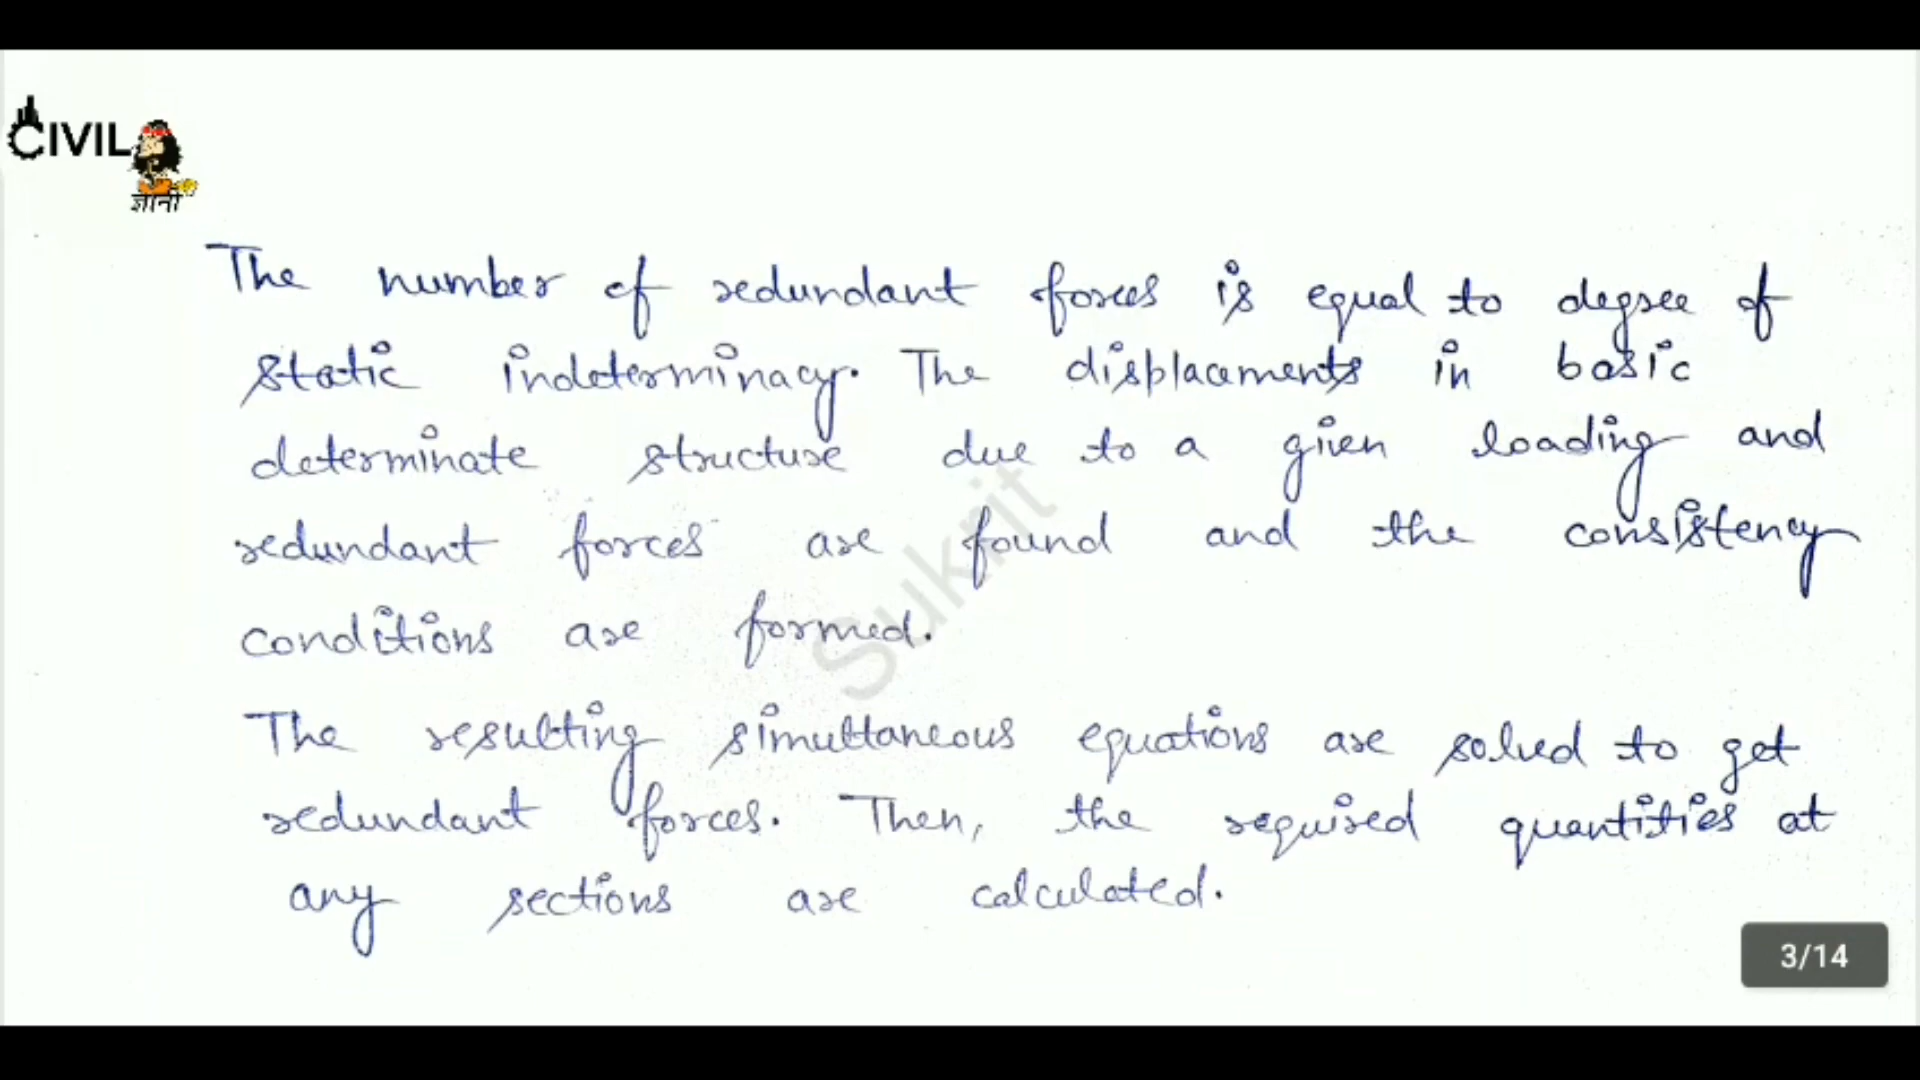 CIVIL
ज्ञानी
The number of redundant forces is equal to degree of
static indeterminacy. The displacements in basic
determinate structure due to a given loading and
redundant forces are found and the consistency
conditions are formed.
The resulting simultaneous equations are solved to get
redundant forces. Then, the required quantities at
any sections are calculated.
Sukrit
3/14